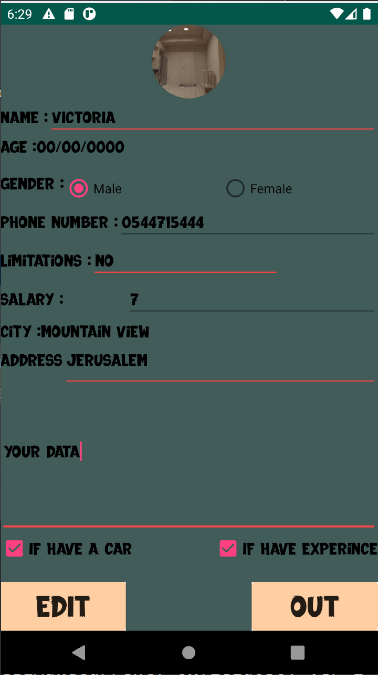 6:29
NAME : VICTORIA
AGE :00/00/0000
GENDER : Male Female
PHONE NUMBER : 0544715444
LIMITATIONS : NO
SALARY : 7
CITY :MOUNTAIN VIEW
ADDRESS JERUSALEM
YOUR DATA
IF HAVE A CAR IF HAVE EXPERINCE
EDIT OUT